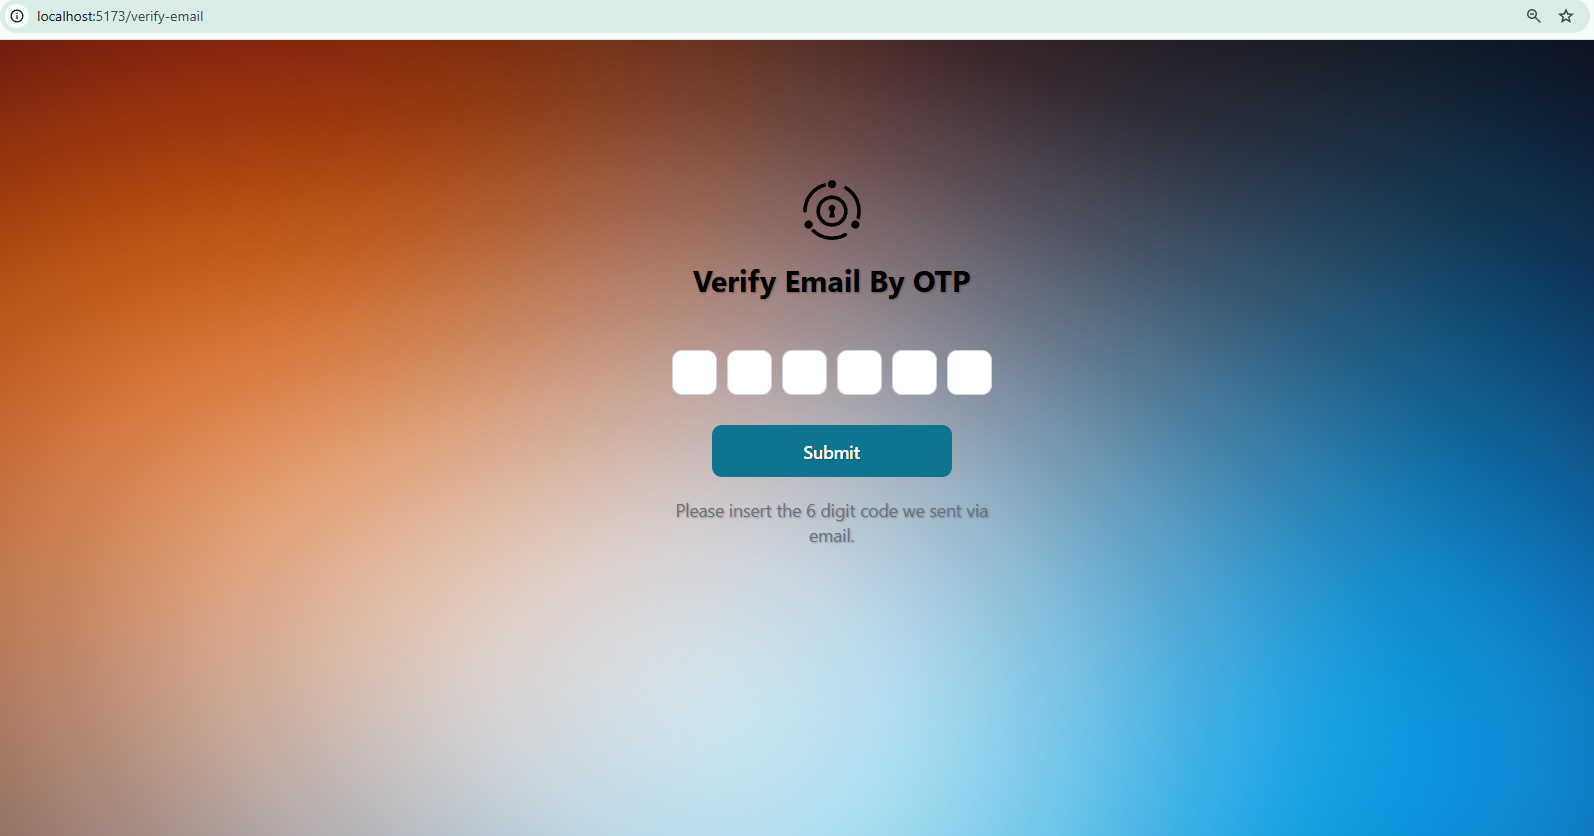 localhost:5173/verify-email
Verify Email By OTP
Submit
Please insert the 6 digit code we sent via
email.